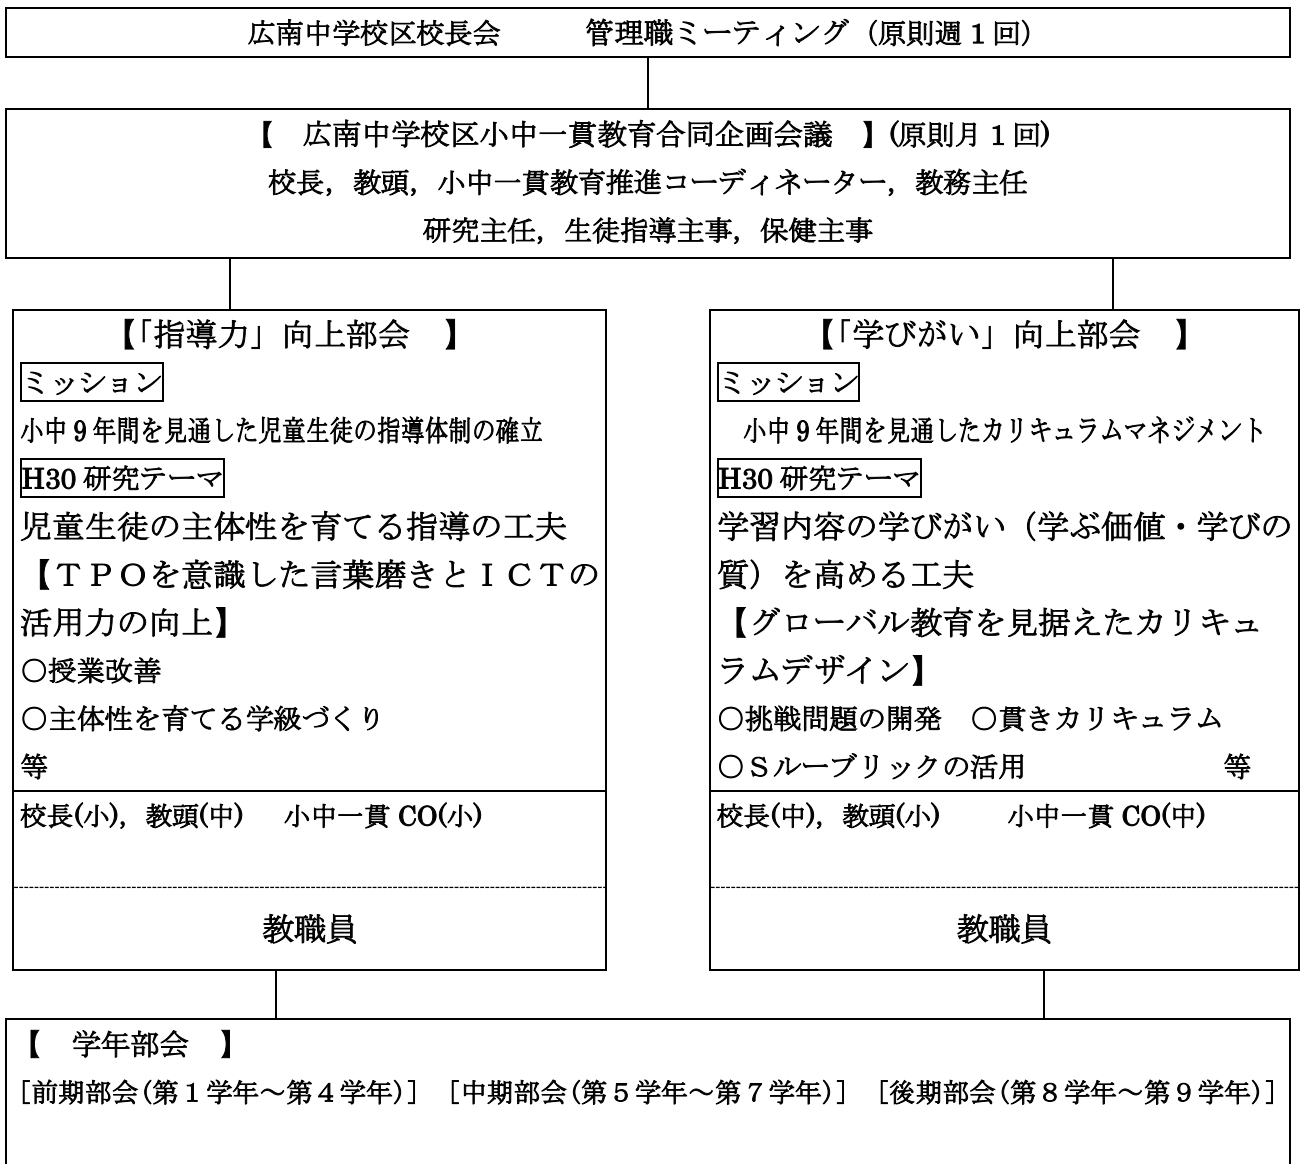 広南中学校区校長会　　　管理職ミーティング（原則週１回）
【　広南中学校区小中一貫教育合同企画会議　】(原則月１回)
校長，教頭，小中一貫教育推進コーディネーター，教務主任
研究主任，生徒指導主事，保健主事
【「指導力」向上部会　】
ミッション
小中９年間を見通した児童生徒の指導体制の確立
H30 研究テーマ
児童生徒の主体性を育てる指導の工夫
【ＴＰＯを意識した言葉磨きとＩＣＴの
活用力の向上】
○授業改善
○主体性を育てる学級づくり
等
校長(小)，教頭(中)　小中一貫 CO(小)
教職員
【「学びがい」向上部会　】
ミッション
小中９年間を見通したカリキュラムマネジメント
H30 研究テーマ
学習内容の学びがい（学ぶ価値・学びの
質）を高める工夫
【グローバル教育を見据えたカリキュ
ラムデザイン】
○挑戦問題の開発　○貫きカリキュラム
○Ｓルーブリックの活用　　　　　　　等
校長(中)，教頭(小)　　小中一貫 CO(中)
教職員
【　学年部会　】
［前期部会(第１学年～第４学年)］［中期部会(第５学年～第７学年)］［後期部会(第８学年～第９学年)］